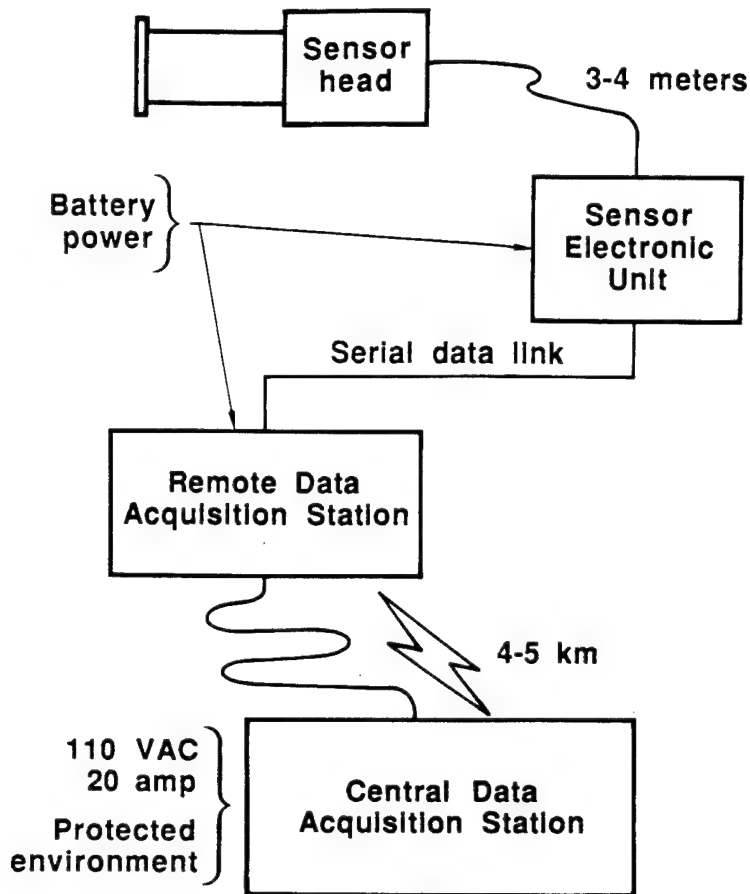 Sensor
head
3-4 meters
Battery
power
Sensor
Electronic
Unit
Serial data link
Remote Data
Acquisition Station
4-5 km
110 VAC
20 amp
Protected
environment
Central Data
Acquisition Station